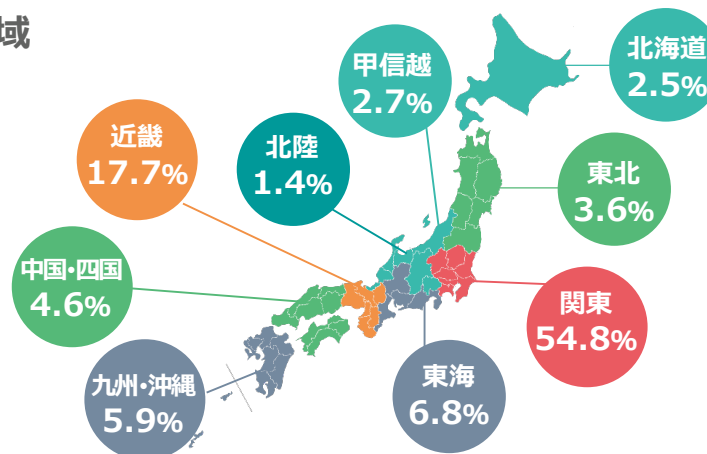 域
北海道
2.5%
甲信越
2.7%
近畿
17.7%
北陸
1.4%
東北
3.6%
中国・四国
4.6%
関東
54.8%
九州・沖縄
5.9%
東海
6.8%